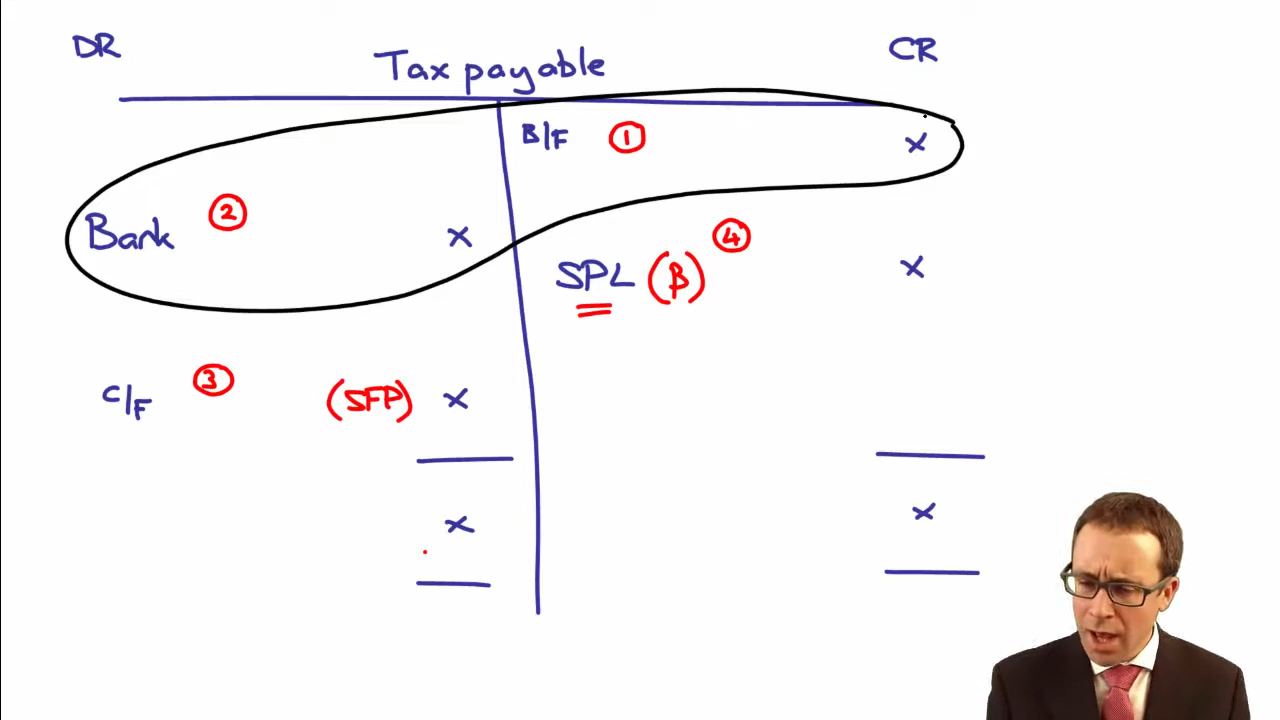 DR
Tax payable
CR
B/F ① x
Bank ② x
SPL (β) ④ x
C/F ③ (SFP) x
x
x